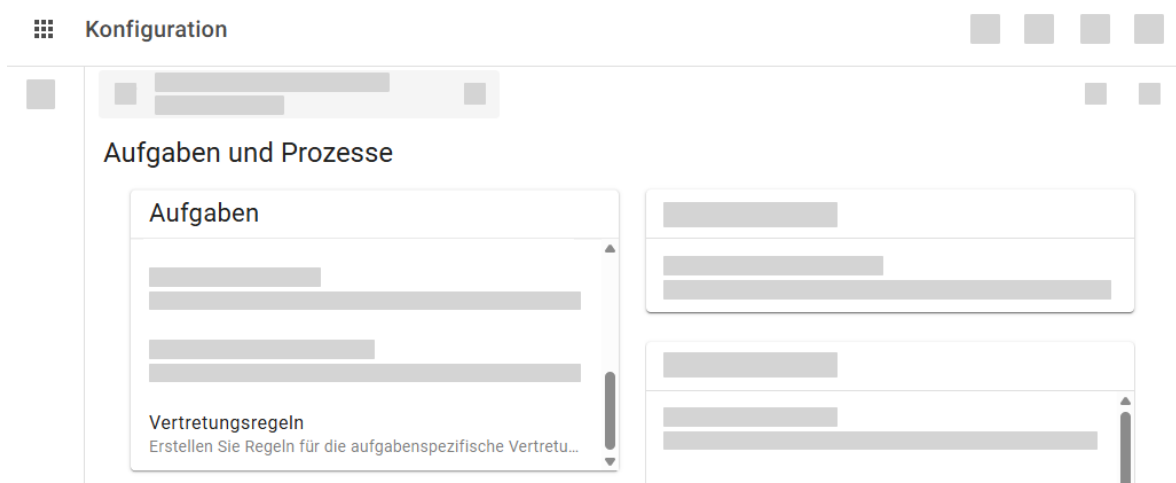 Konfiguration
Aufgaben und Prozesse
Aufgaben
Vertretungsregeln
Erstellen Sie Regeln für die aufgabenspezifische Vertretu...